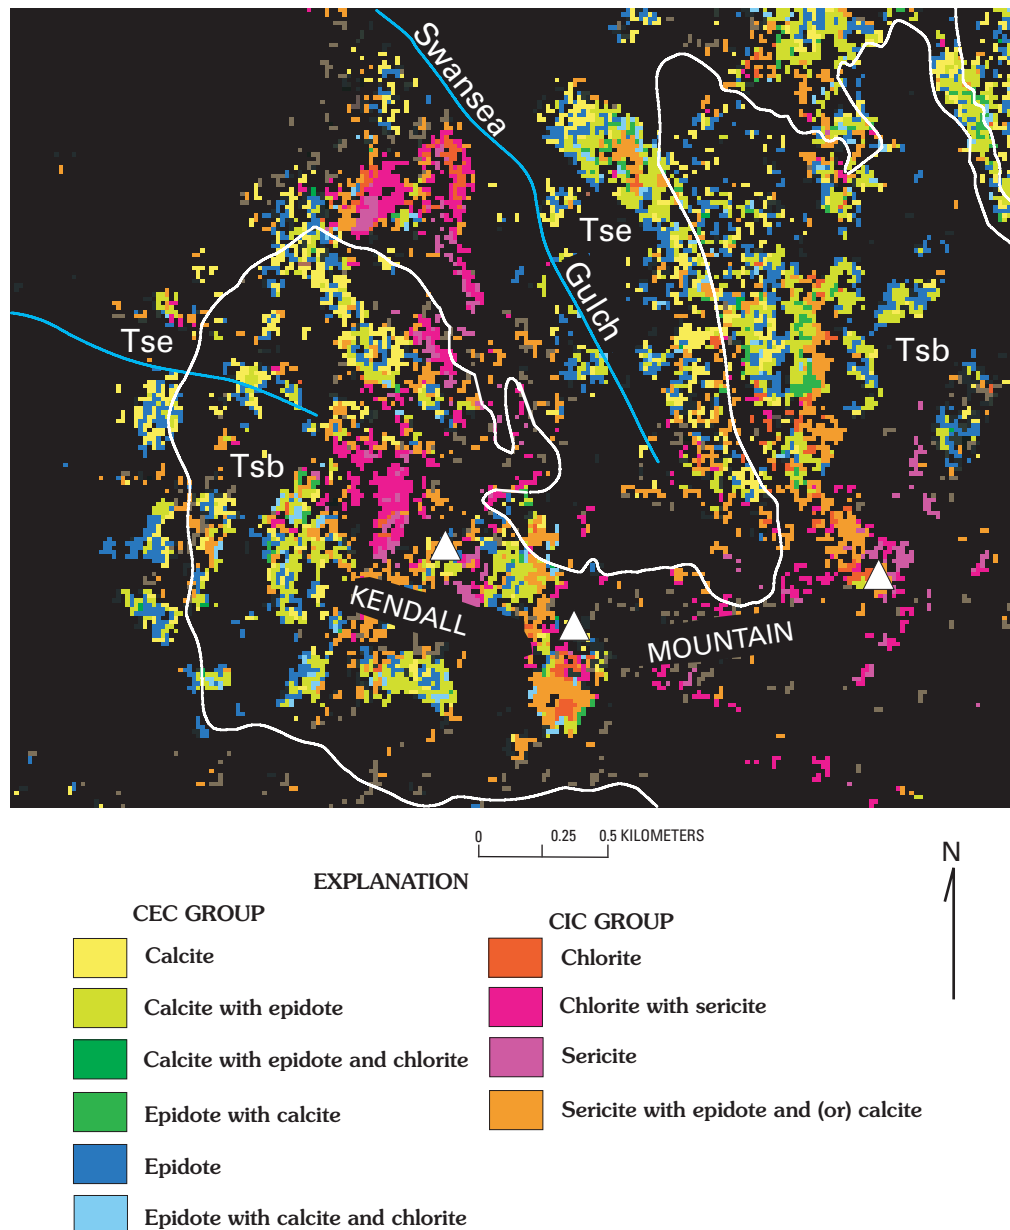 Swansea
Gulch
Tse
Tse
Tsb
Tsb
KENDALL
MOUNTAIN
0 0.25 0.5 KILOMETERS
N
EXPLANATION
CEC GROUP
Calcite
Calcite with epidote
Calcite with epidote and chlorite
Epidote with calcite
Epidote
Epidote with calcite and chlorite
CIC GROUP
Chlorite
Chlorite with sericite
Sericite
Sericite with epidote and (or) calcite